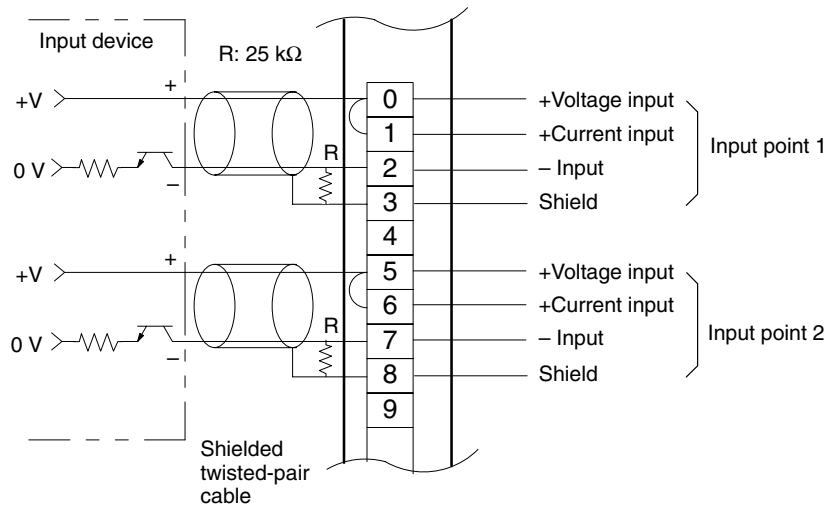 Input device
R: 25 kΩ
+V
+
0
+Voltage input
1
+Current input
Input point 1
0 V
–
R
2
– Input
3
Shield
4
+V
+
5
+Voltage input
6
+Current input
Input point 2
0 V
–
R
7
– Input
8
Shield
9
Shielded
twisted-pair
cable